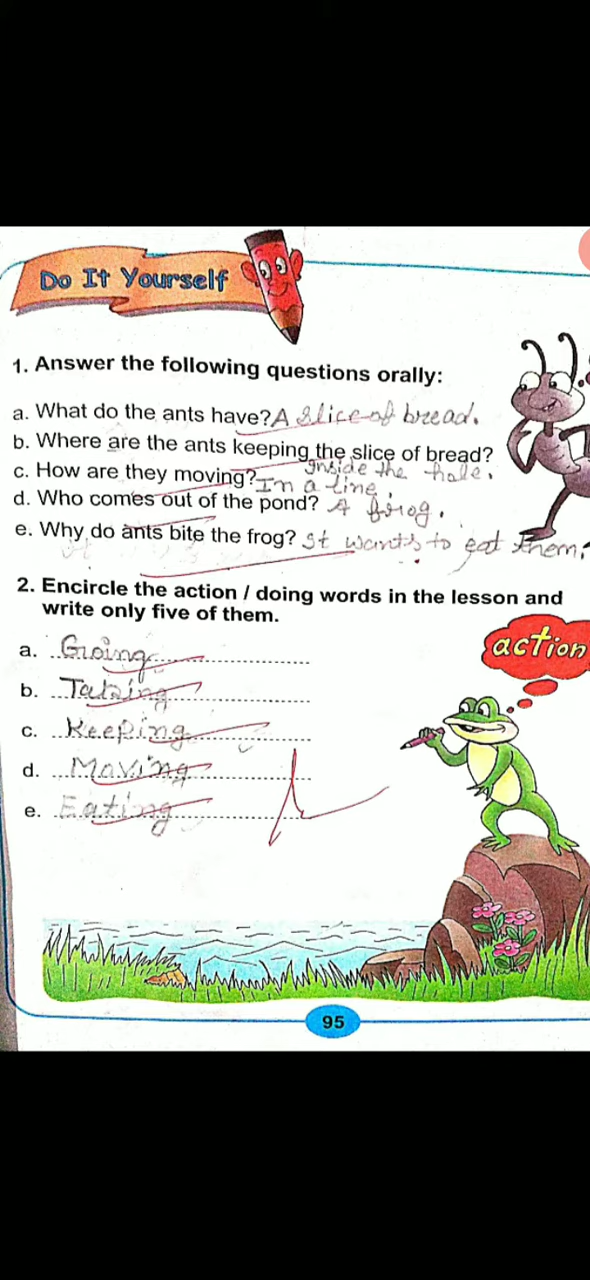 Do It Yourself
1. Answer the following questions orally:
a. What do the ants have? A slice of bread.
b. Where are the ants keeping the slice of bread?
Inside the hole.
c. How are they moving? In a line.
d. Who comes out of the pond? A frog.
e. Why do ants bite the frog? It wants to eat them.
2. Encircle the action / doing words in the lesson and
write only five of them.
action
a. Going
b. Taking
c. Keeping
d. Moving
e. Eating
95